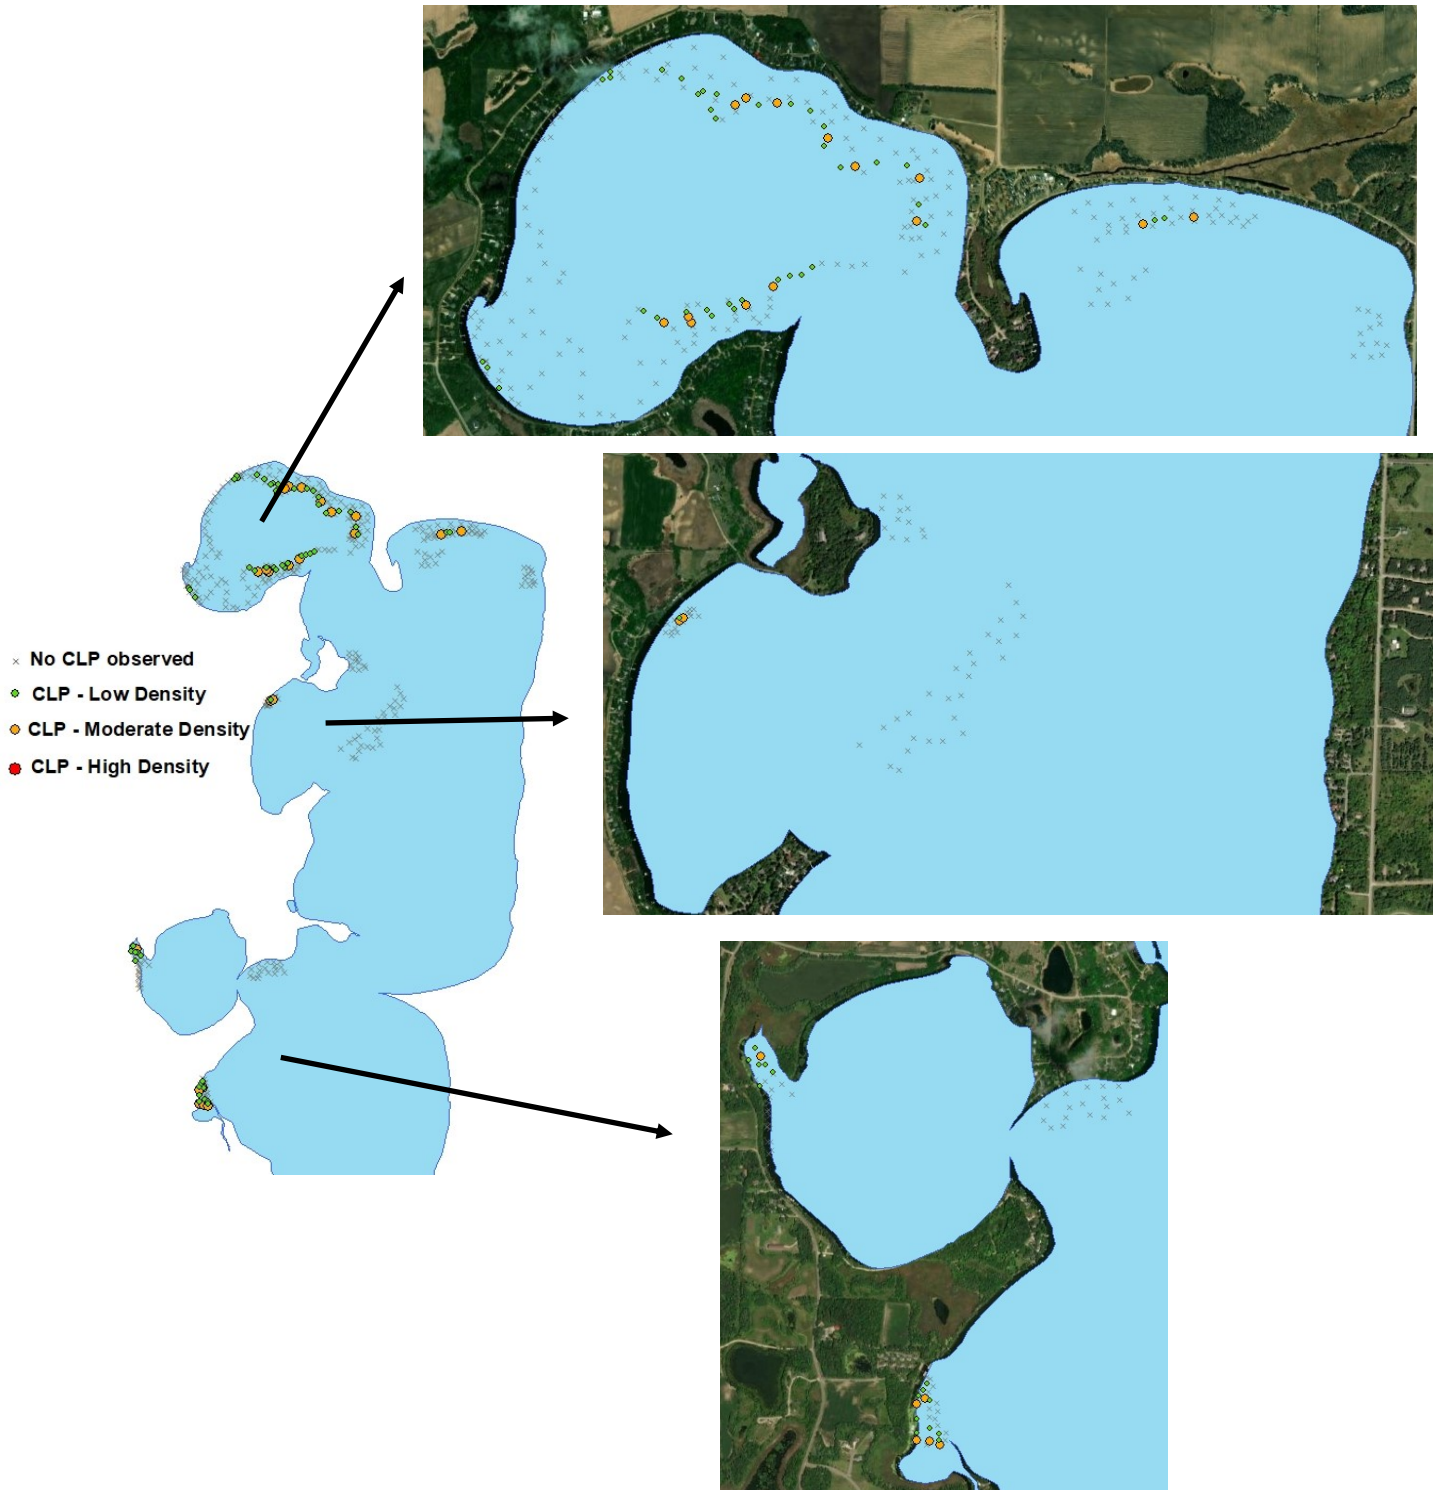 No CLP observed
CLP - Low Density
CLP - Moderate Density
CLP - High Density